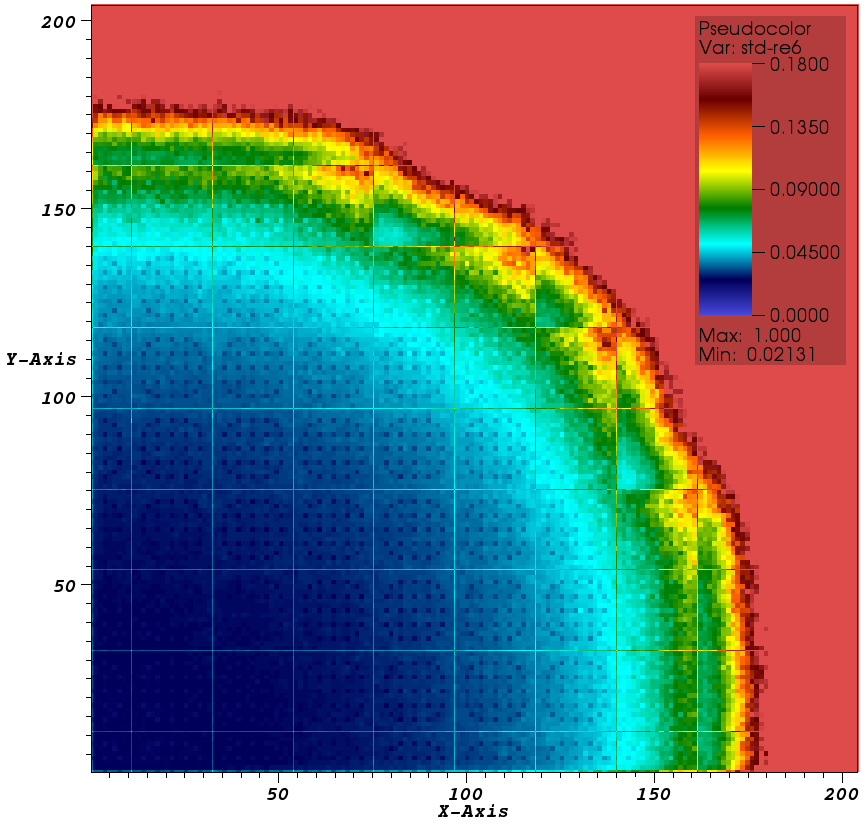 200
150
Y-Axis
100
50
50
100
150
200
X-Axis
Pseudocolor
Var: std-re6
0.1800
0.1350
0.09000
0.04500
0.0000
Max: 1.000
Min: 0.02131